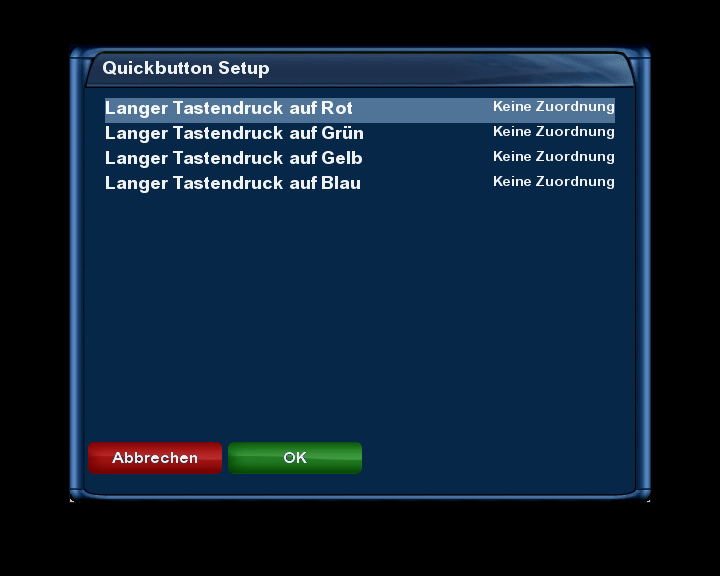 Quickbutton Setup
Langer Tastendruck auf Rot Keine Zuordnung
Langer Tastendruck auf Grün Keine Zuordnung
Langer Tastendruck auf Gelb Keine Zuordnung
Langer Tastendruck auf Blau Keine Zuordnung
Abbrechen OK